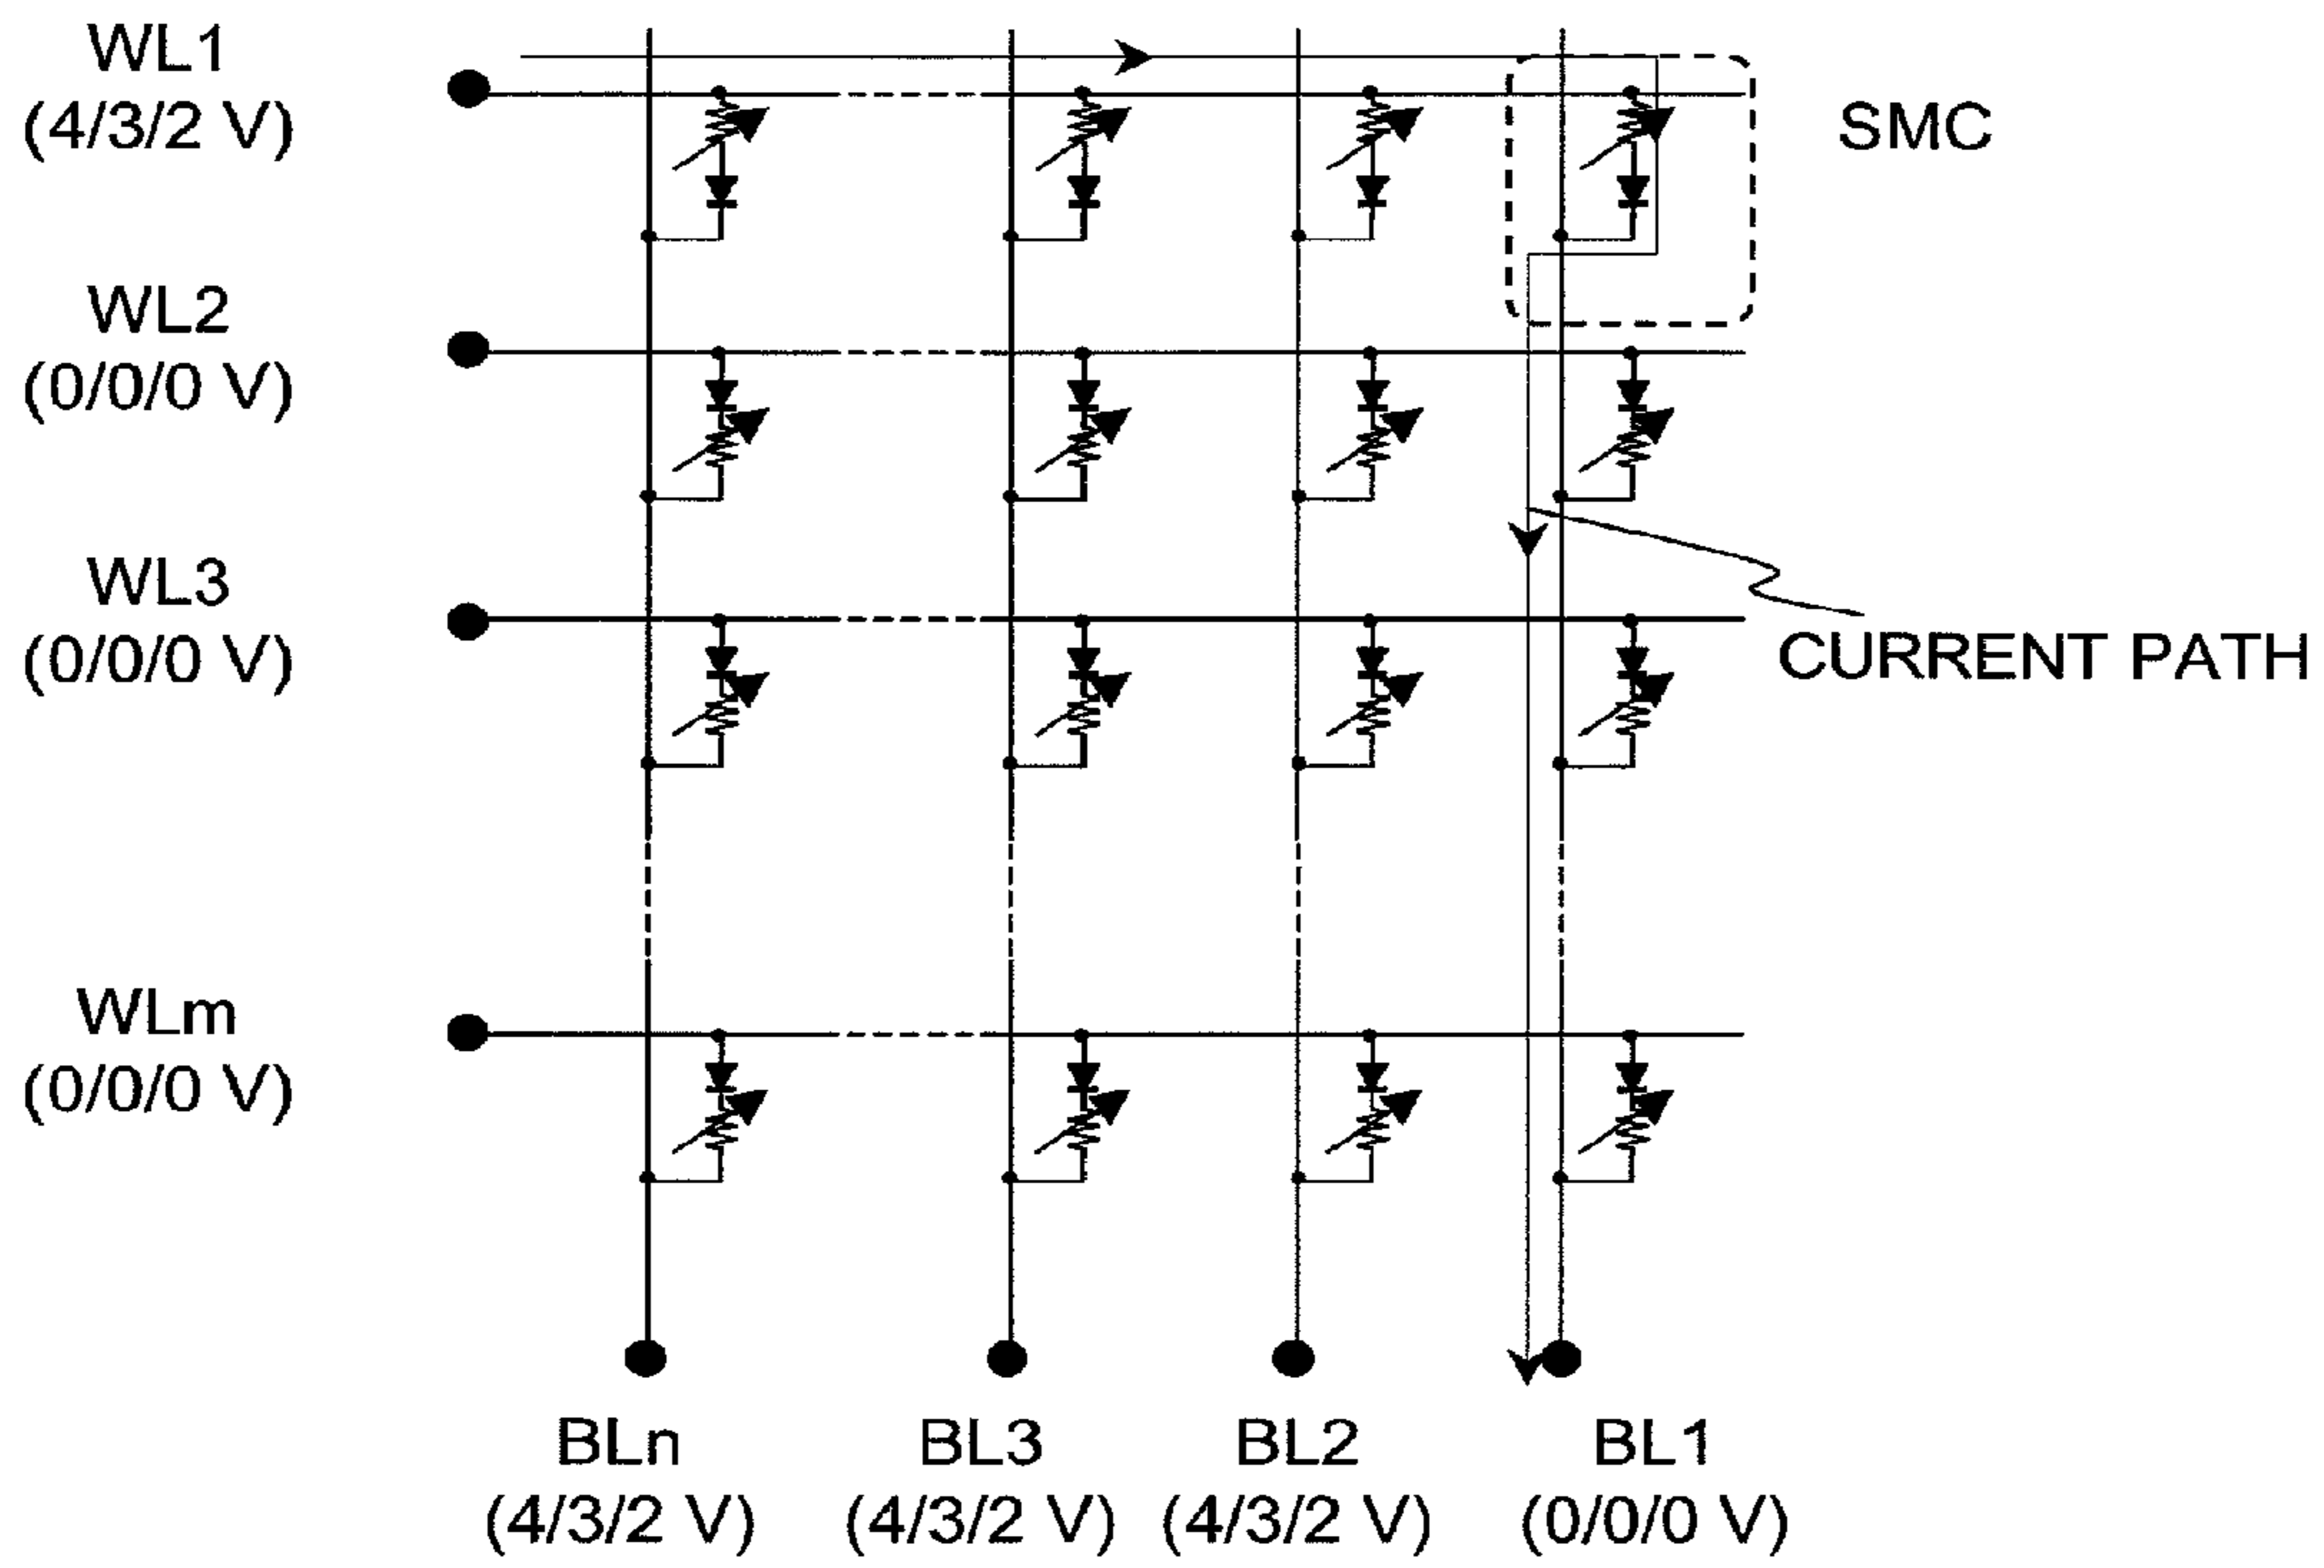 WL1
(4/3/2 V)
SMC
WL2
(0/0/0 V)
WL3
(0/0/0 V)
CURRENT PATH
WLm
(0/0/0 V)
BLn
(4/3/2 V)
BL3
(4/3/2 V)
BL2
(4/3/2 V)
BL1
(0/0/0 V)